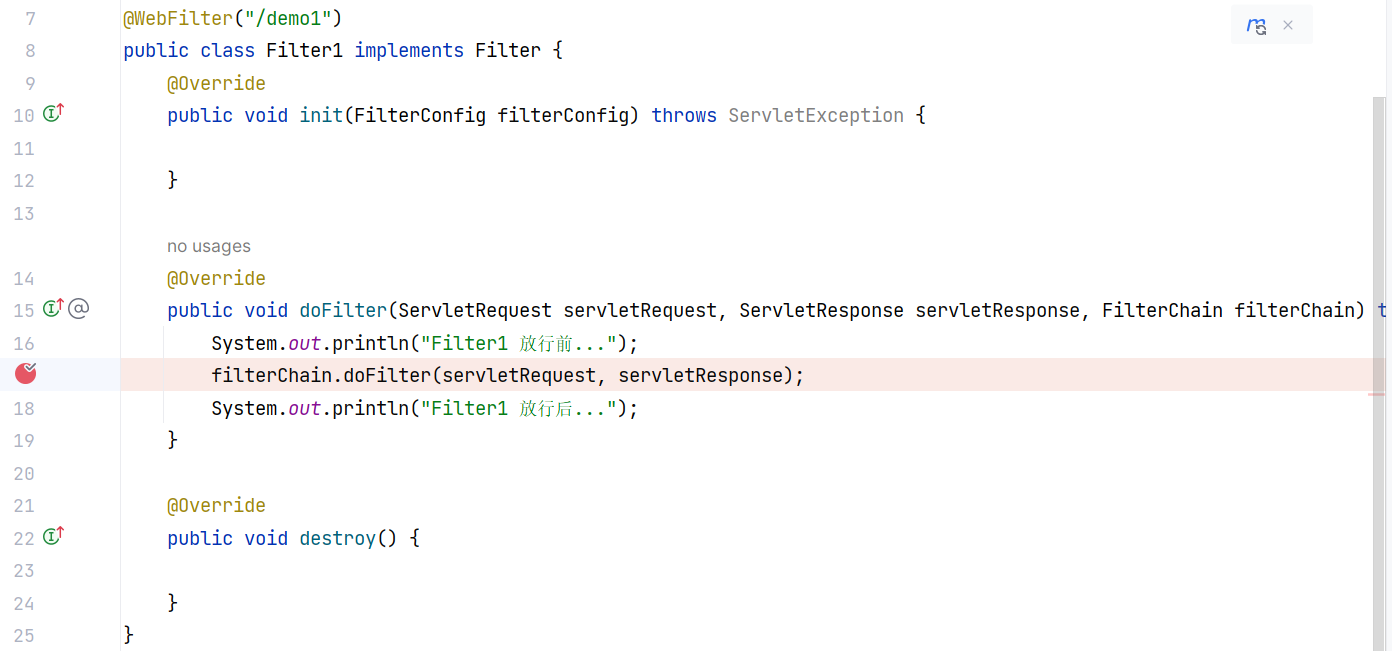 7 @WebFilter("/demo1")
8 public class Filter1 implements Filter {
9 @Override
10 public void init(FilterConfig filterConfig) throws ServletException {
11
12 }
13
no usages
14 @Override
15 @ public void doFilter(ServletRequest servletRequest, ServletResponse servletResponse, FilterChain filterChain) t
16 System.out.println("Filter1 放行前...");
filterChain.doFilter(servletRequest, servletResponse);
18 System.out.println("Filter1 放行后...");
19 }
20
21 @Override
22 public void destroy() {
23
24 }
25 }